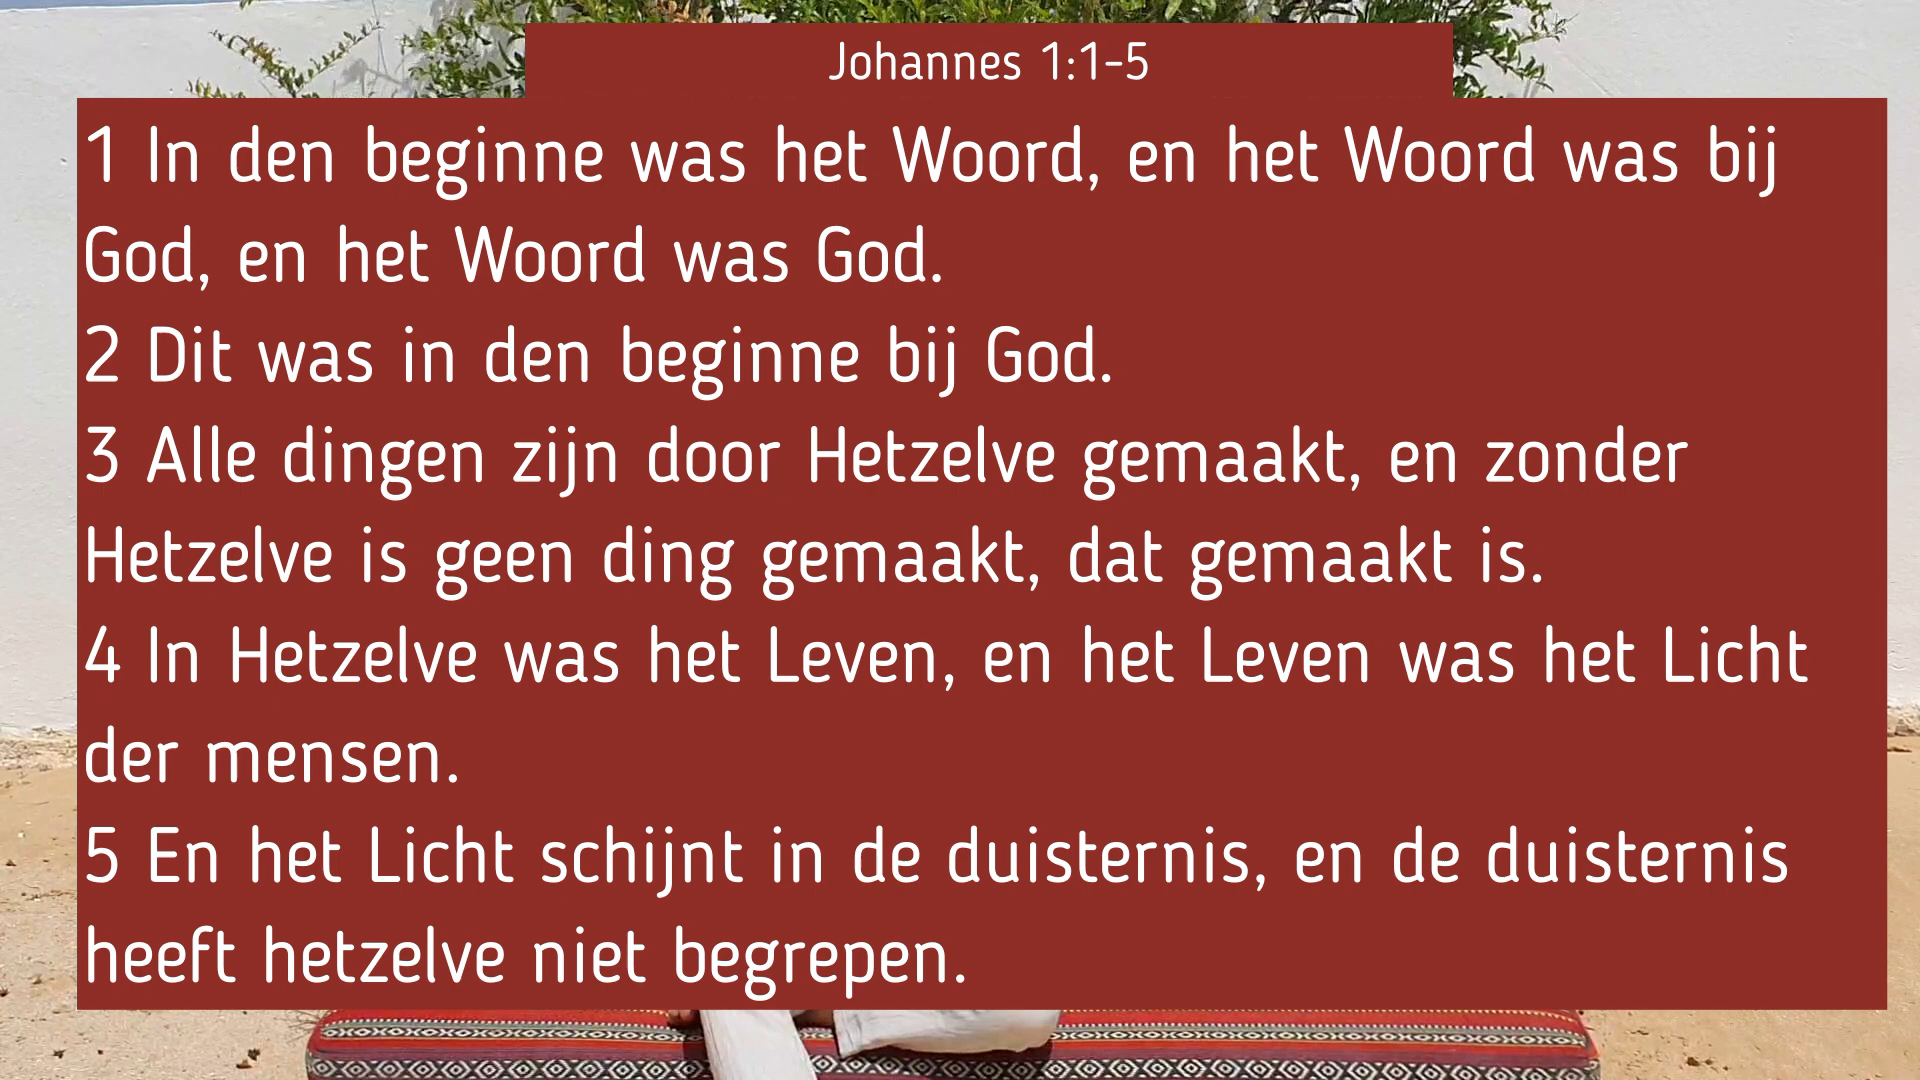 Johannes 1:1-5
1 In den beginne was het Woord, en het Woord was bij
God, en het Woord was God.
2 Dit was in den beginne bij God.
3 Alle dingen zijn door Hetzelve gemaakt, en zonder
Hetzelve is geen ding gemaakt, dat gemaakt is.
4 In Hetzelve was het Leven, en het Leven was het Licht
der mensen.
5 En het Licht schijnt in de duisternis, en de duisternis
heeft hetzelve niet begrepen.